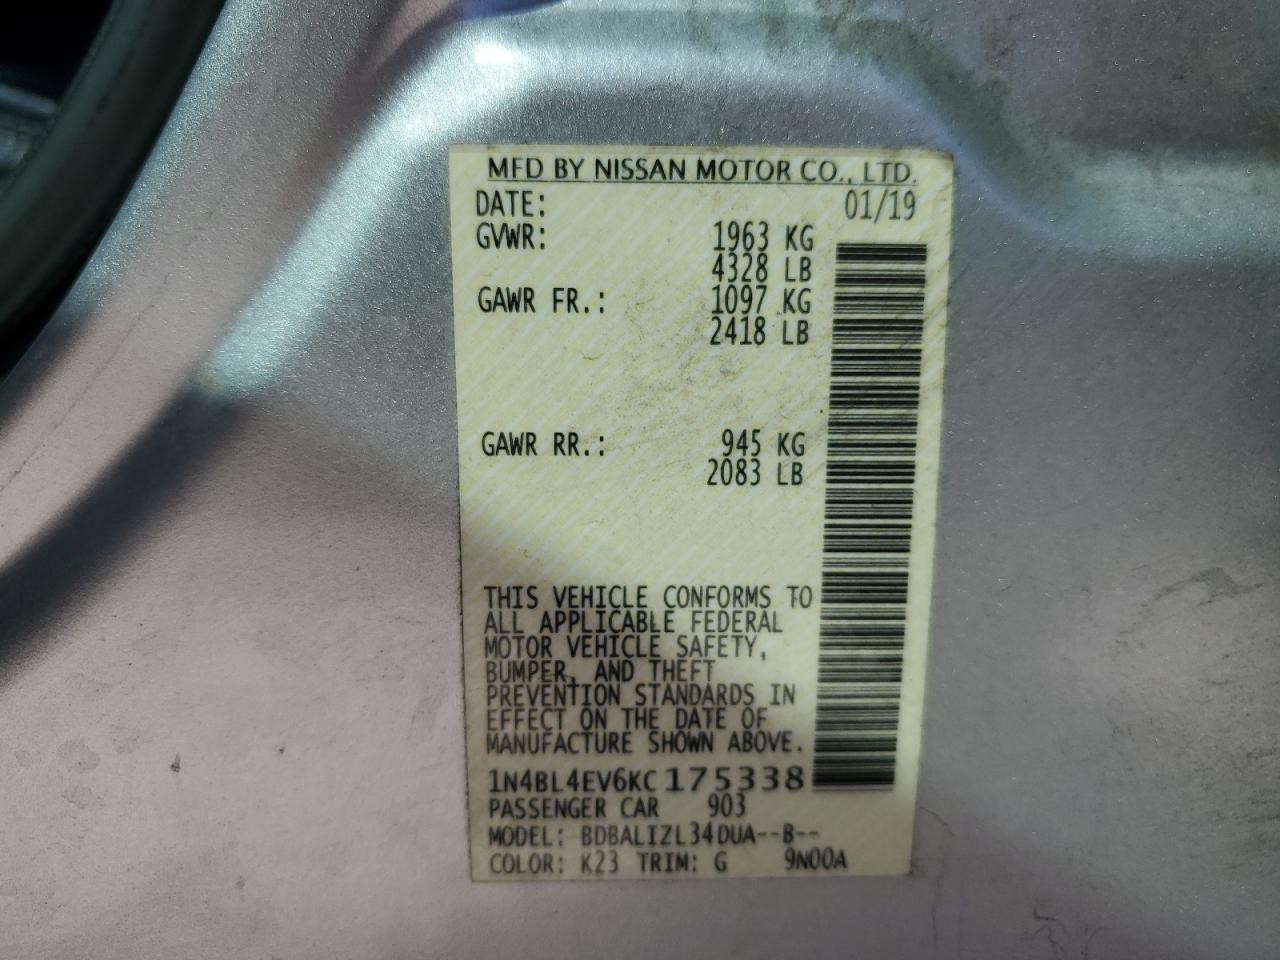 MFD BY NISSAN MOTOR CO., LTD.
DATE: 01/19
GVWR: 1963 KG
4328 LB
GAWR FR.: 1097 KG
2418 LB
GAWR RR.: 945 KG
2083 LB
THIS VEHICLE CONFORMS TO
ALL APPLICABLE FEDERAL
MOTOR VEHICLE SAFETY,
BUMPER, AND THEFT
PREVENTION STANDARDS IN
EFFECT ON THE DATE OF
MANUFACTURE SHOWN ABOVE.
1N4BL4EV6KC175338
PASSENGER CAR 903
MODEL: BDBALIZL34DUA--B--
COLOR: K23 TRIM: G 9N00A